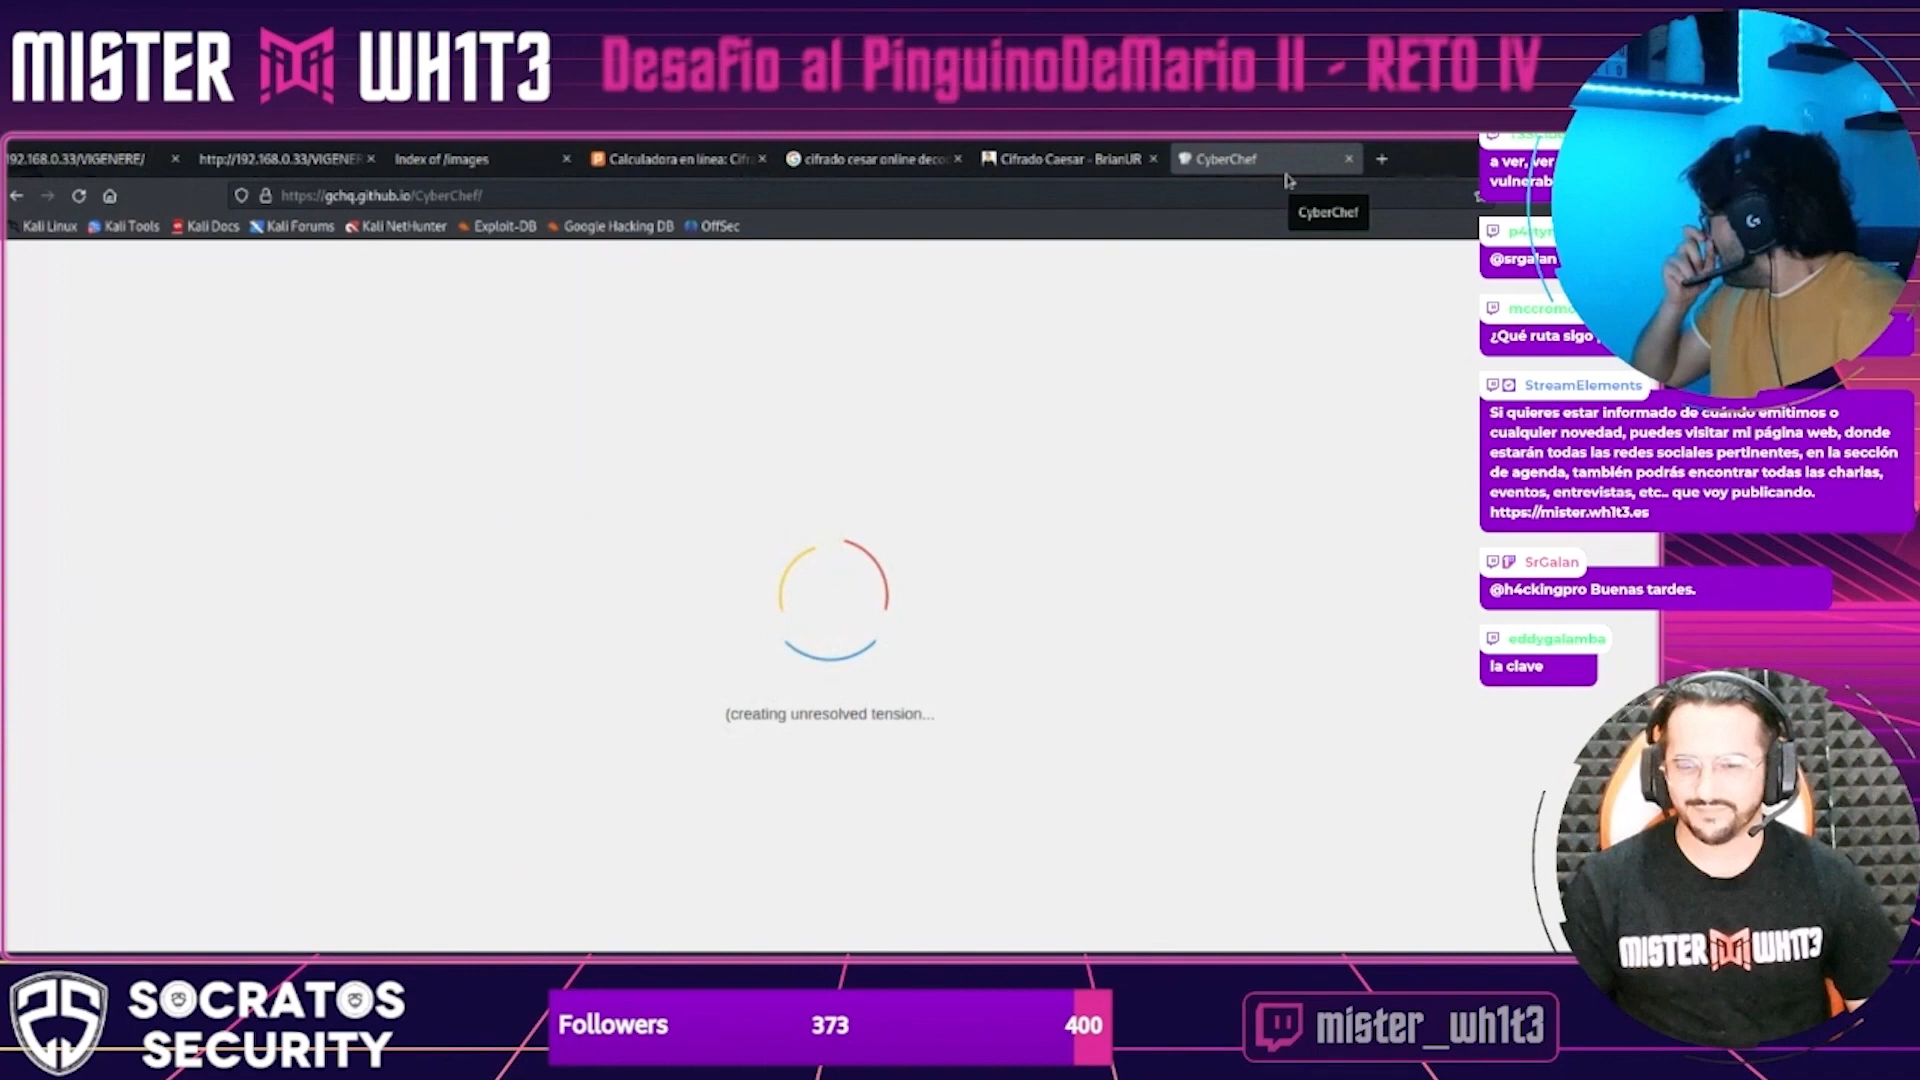 MISTER WH1T3
Desafío al PinguinoDeMario II - RETO IV
192.168.0.33/VIGENERE/
http://192.168.0.33/VIGENER
Index of /images
Calculadora en línea: Cifr
cifrado cesar online deco
Cifrado Caesar - BrianUR
CyberChef
https://gchq.github.io/CyberChef/
CyberChef
Kali Linux
Kali Tools
Kali Docs
Kali Forums
Kali NetHunter
Exploit-DB
Google Hacking DB
OffSec
(creating unresolved tension...
a ver, ver
vulnerab
@srgalan
mccromo
¿Qué ruta sigo
StreamElements
Si quieres estar informado de cuándo emitimos o
cualquier novedad, puedes visitar mi página web, donde
estarán todas las redes sociales pertinentes, en la sección
de agenda, también podrás encontrar todas las charlas,
eventos, entrevistas, etc.. que voy publicando.
https://mister.wh1t3.es
SrGalan
@h4ckingpro Buenas tardes.
eddygalamba
la clave
MISTER WH1T3
SOCRATOS
SECURITY
Followers 373 400
mister_wh1t3